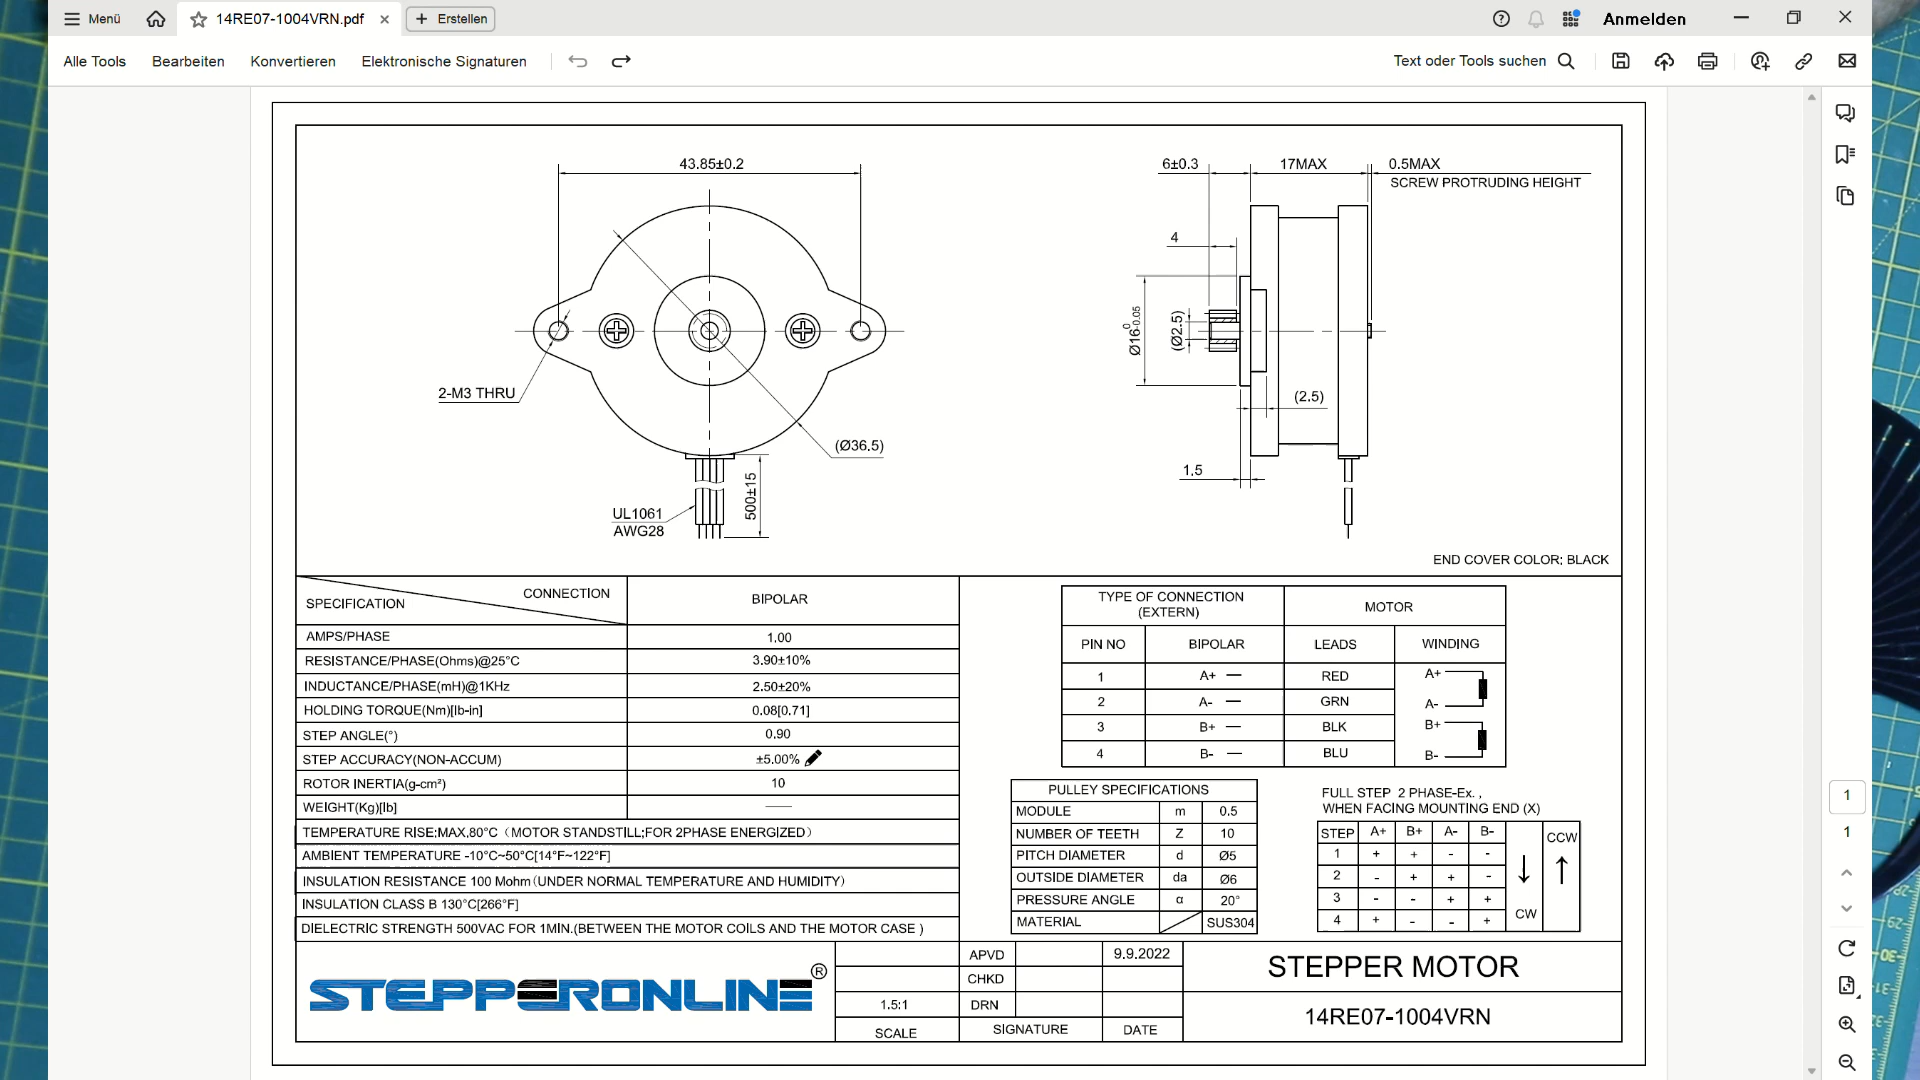 Menü
14RE07-1004VRN.pdf
Erstellen
Anmelden
Alle Tools
Bearbeiten
Konvertieren
Elektronische Signaturen
Text oder Tools suchen
43.85±0.2
6±0.3
17MAX
0.5MAX
SCREW PROTRUDING HEIGHT
4
Ø16 0 -0.05
(Ø2.5)
2-M3 THRU
(2.5)
(Ø36.5)
1.5
500±15
UL1061
AWG28
END COVER COLOR; BLACK
CONNECTION
SPECIFICATION
BIPOLAR
AMPS/PHASE 1.00
RESISTANCE/PHASE(Ohms)@25°C 3.90±10%
INDUCTANCE/PHASE(mH)@1KHz 2.50±20%
HOLDING TORQUE(Nm)[lb-in] 0.08[0.71]
STEP ANGLE(°) 0.90
STEP ACCURACY(NON-ACCUM) ±5.00%
ROTOR INERTIA(g-cm²) 10
WEIGHT(Kg)[lb] ——
TEMPERATURE RISE;MAX.80°C（MOTOR STANDSTILL;FOR 2PHASE ENERGIZED）
AMBIENT TEMPERATURE -10°C~50°C[14°F~122°F]
INSULATION RESISTANCE 100 Mohm（UNDER NORMAL TEMPERATURE AND HUMIDITY）
INSULATION CLASS B 130°C[266°F]
DIELECTRIC STRENGTH 500VAC FOR 1MIN.(BETWEEN THE MOTOR COILS AND THE MOTOR CASE )
TYPE OF CONNECTION
(EXTERN)
MOTOR
PIN NO BIPOLAR LEADS WINDING
1 A+ — RED A+
2 A- — GRN A-
3 B+ — BLK B+
4 B- — BLU B-
PULLEY SPECIFICATIONS
MODULE m 0.5
NUMBER OF TEETH Z 10
PITCH DIAMETER d Ø5
OUTSIDE DIAMETER da Ø6
PRESSURE ANGLE α 20°
MATERIAL SUS304
FULL STEP 2 PHASE-Ex. ,
WHEN FACING MOUNTING END (X)
STEP A+ B+ A- B- CCW
1 + + - -
2 - + + -
3 - - + +
4 + - - + CW
STEPPERONLINE ®
1.5:1
SCALE
APVD 9.9.2022
CHKD
DRN
SIGNATURE DATE
STEPPER MOTOR
14RE07-1004VRN
1
1